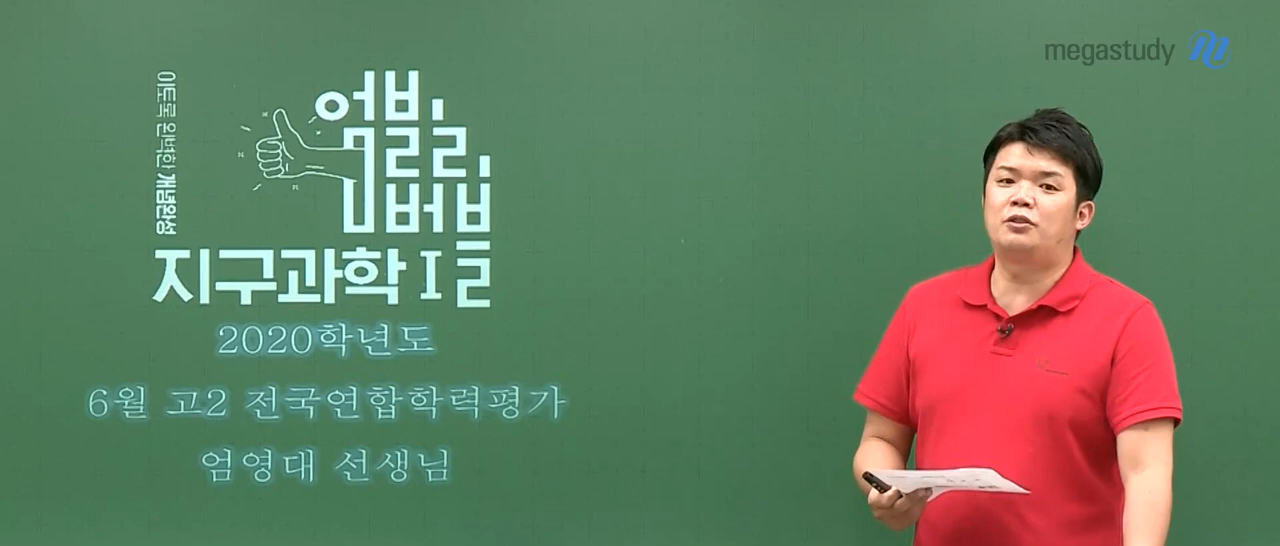 megastudy
이토록 완벽한 개념완성
엄빌리버블
지구과학 I
2020학년도
6월 고2 전국연합학력평가
엄영대 선생님